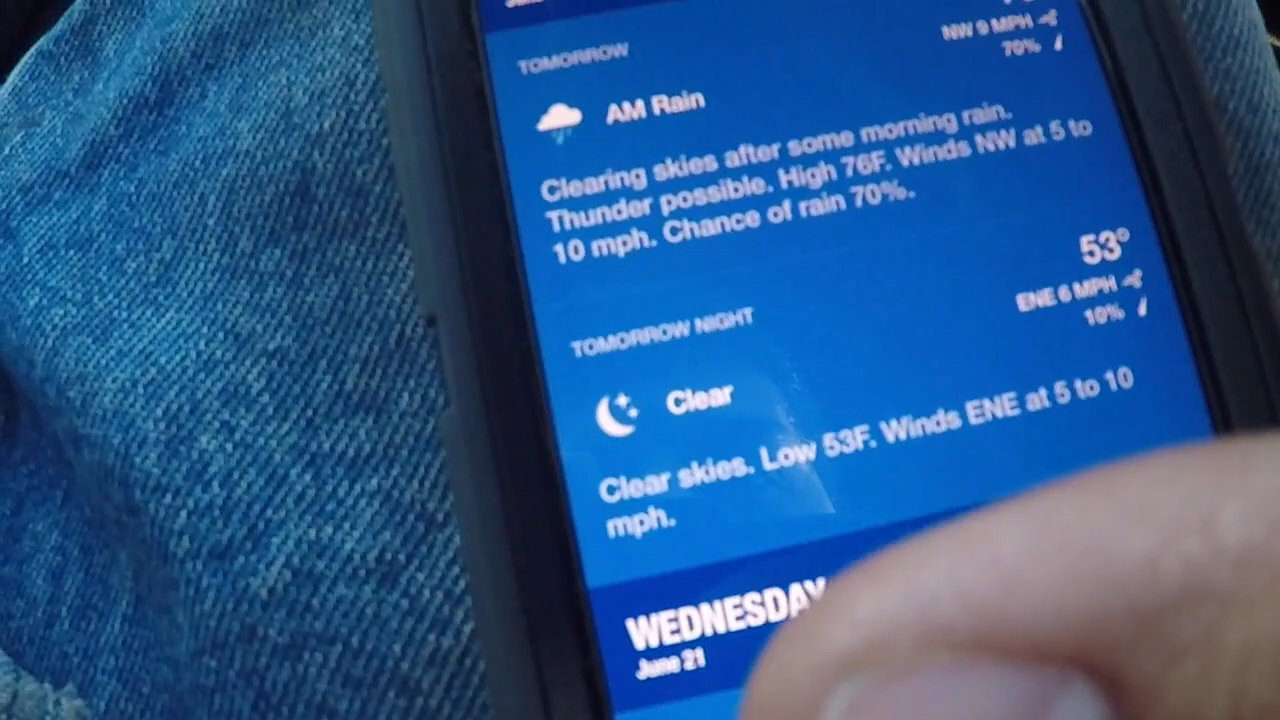 TOMORROW
NW 9 MPH
70%
AM Rain
Clearing skies after some morning rain.
Thunder possible. High 76F. Winds NW at 5 to
10 mph. Chance of rain 70%.
53°
TOMORROW NIGHT
ENE 6 MPH
10%
Clear
Clear skies. Low 53F. Winds ENE at 5 to 10
mph.
WEDNESDAY
June 21